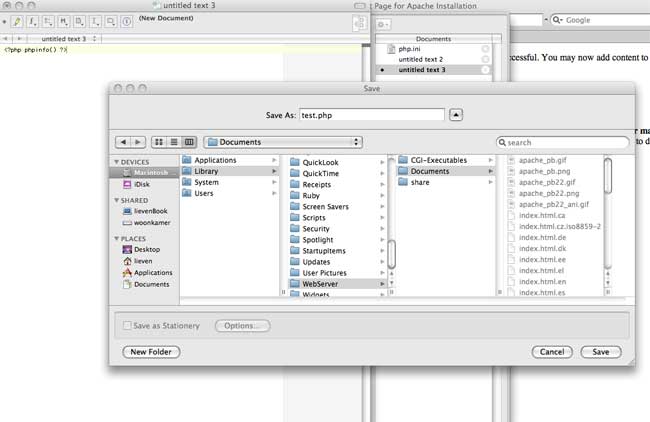 untitled text 3
(New Document)
untitled text 3
<?php phpinfo() ?>
t Page for Apache Installation
Documents
php.ini
untitled text 2
untitled text 3
Google
ccessful. You may now add content to
Save
Save As: test.php
Documents
search
DEVICES
Macintosh ...
iDisk
SHARED
lievenBook
woonkamer
PLACES
Desktop
lieven
Applications
Documents
Applications
Library
System
Users
QuickLook
QuickTime
Receipts
Ruby
Screen Savers
Scripts
Security
Spotlight
StartupItems
Updates
User Pictures
WebServer
Widgets
CGI-Executables
Documents
share
apache_pb.gif
apache_pb.png
apache_pb22.gif
apache_pb22.png
apache_pb22_ani.gif
index.html.ca
index.html.cz.iso8859-2
index.html.de
index.html.dk
index.html.ee
index.html.el
index.html.en
index.html.es
r ma
to d
Save as Stationery
Options...
New Folder
Cancel
Save